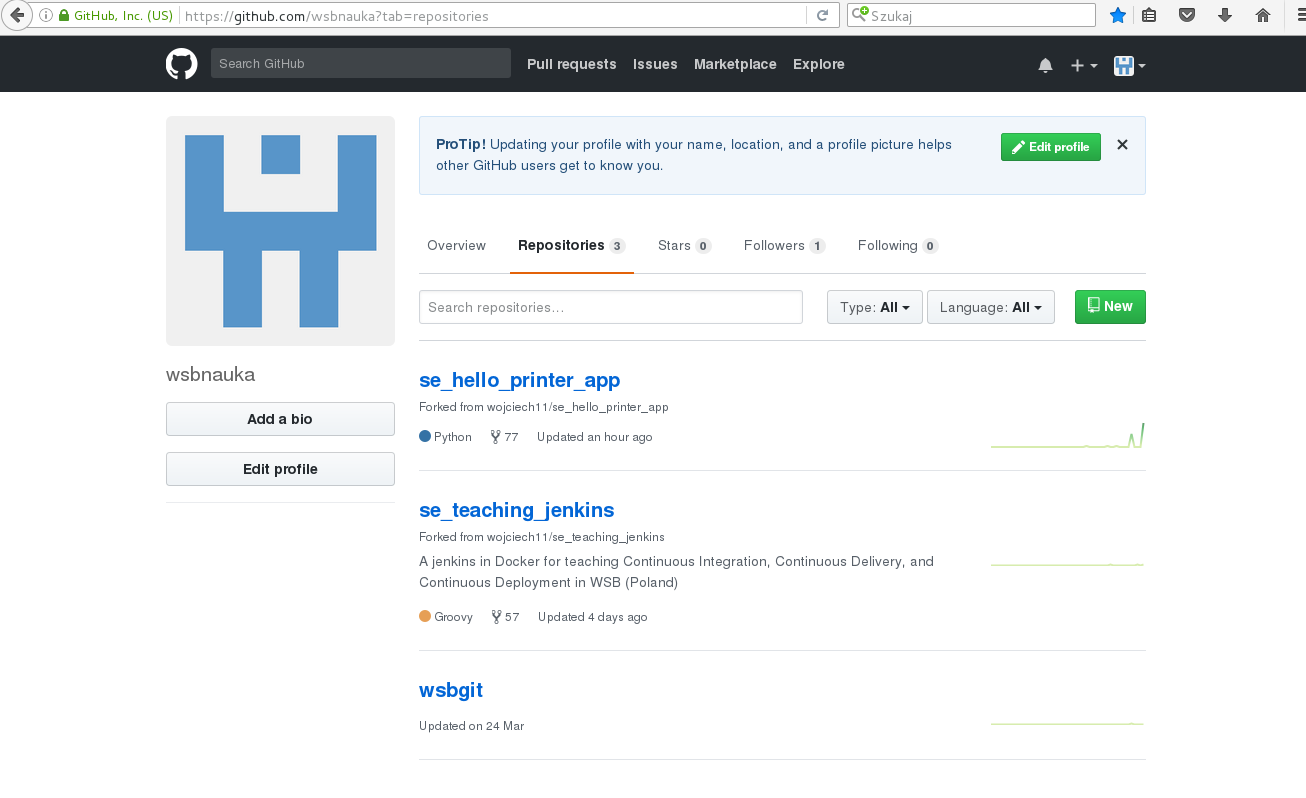 GitHub, Inc. (US) https://github.com/wsbnauka?tab=repositories Szukaj
Search GitHub Pull requests Issues Marketplace Explore
ProTip! Updating your profile with your name, location, and a profile picture helps
other GitHub users get to know you.
Edit profile
Overview Repositories 3 Stars 0 Followers 1 Following 0
Search repositories... Type: All Language: All New
wsbnauka
Add a bio
Edit profile
se_hello_printer_app
Forked from wojciech11/se_hello_printer_app
Python 77 Updated an hour ago
se_teaching_jenkins
Forked from wojciech11/se_teaching_jenkins
A jenkins in Docker for teaching Continuous Integration, Continuous Delivery, and
Continuous Deployment in WSB (Poland)
Groovy 57 Updated 4 days ago
wsbgit
Updated on 24 Mar